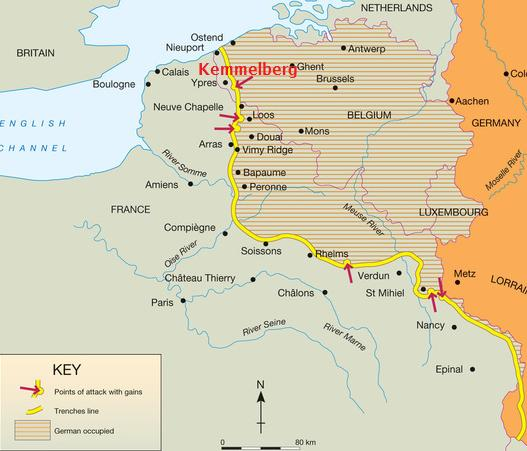 NETHERLANDS
Ostend
Nieuport
BRITAIN
Antwerp
Calais
Kemmelberg
Ghent
Boulogne
Ypres
Brussels
Neuve Chapelle
Aachen
Loos
BELGIUM
GERMANY
ENGLISH
CHANNEL
Douai
Mons
Arras
Vimy Ridge
River Somme
Moselle River
Bapaume
Amiens
Peronne
FRANCE
Meuse River
LUXEMBOURG
Compiègne
Oise River
Soissons
Rheims
Verdun
Metz
Château Thierry
LORRAIN
Paris
Châlons
St Mihiel
River Seine
River Marne
Nancy
Epinal
KEY
Points of attack with gains
Trenches line
German occupied
N
0
80 km